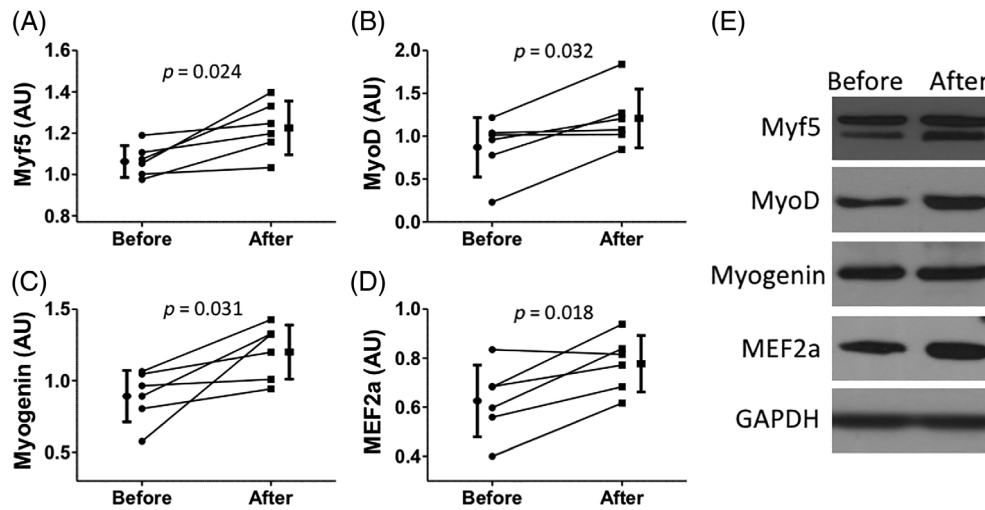 (A)
p = 0.024
Myf5 (AU)
1.6
1.4
1.2
1.0
0.8
Before After
(B)
p = 0.032
MyoD (AU)
2.0
1.5
1.0
0.5
0.0
Before After
(C)
p = 0.031
Myogenin (AU)
1.5
1.0
0.5
Before After
(D)
p = 0.018
MEF2a (AU)
1.0
0.8
0.6
0.4
Before After
(E)
Before After
Myf5
MyoD
Myogenin
MEF2a
GAPDH